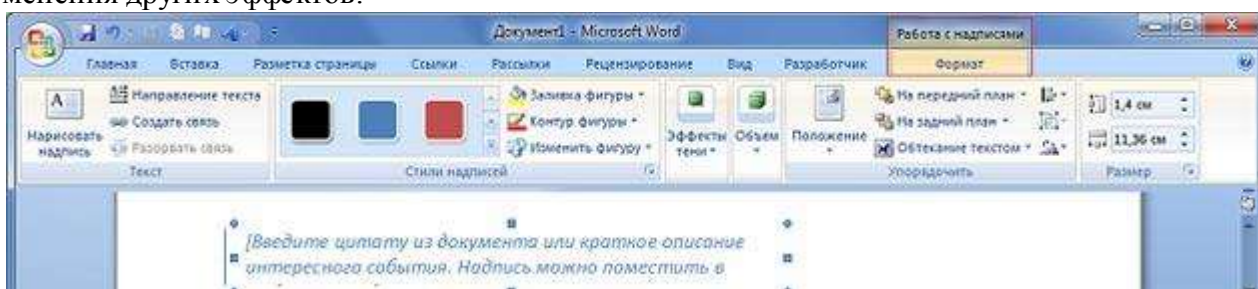 менения других эффектов.
Документ1 - Microsoft Word
Работа с надписями
Главная Вставка Разметка страницы Ссылки Рассылки Рецензирование Вид Разработчик Формат
Нарисовать надпись
Направление текста
Создать связь
Разорвать связь
Текст
Заливка фигуры
Контур фигуры
Изменить фигуру
Стили надписей
Эффекты тени
Объем
Положение
На передний план
На задний план
Обтекание текстом
Упорядочить
1,4 см
11,36 см
Размер
[Введите цитату из документа или краткое описание
интересного события. Надпись можно поместить в